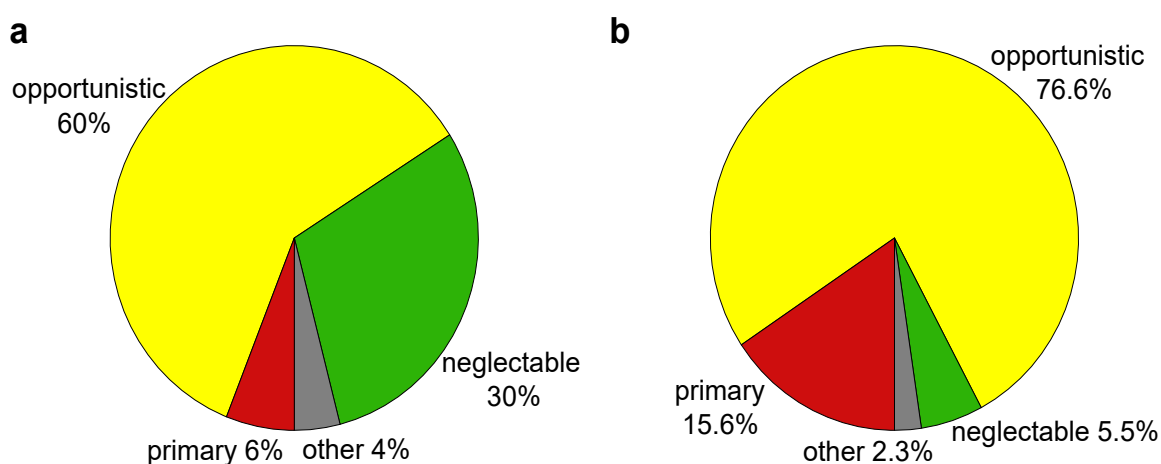 a
opportunistic
60%
neglectable
30%
primary 6%
other 4%
b
opportunistic
76.6%
primary
15.6%
other 2.3%
neglectable 5.5%